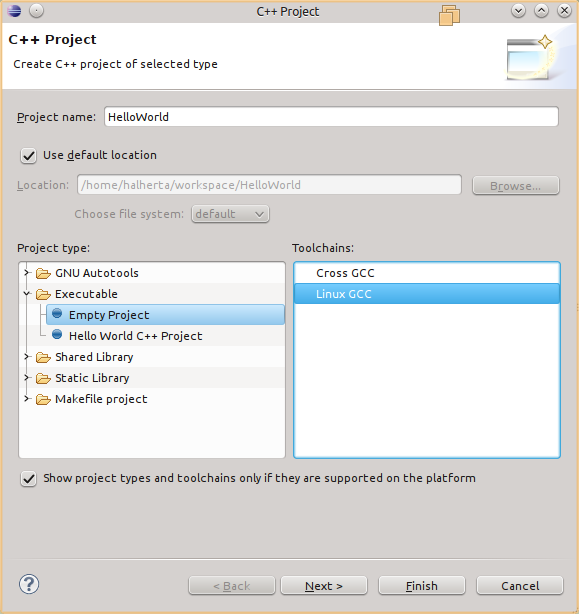 C++ Project
C++ Project
Create C++ project of selected type
Project name: HelloWorld
Use default location
Location: /home/halherta/workspace/HelloWorld Browse...
Choose file system: default
Project type: Toolchains:
GNU Autotools Cross GCC
Executable Linux GCC
Empty Project
Hello World C++ Project
Shared Library
Static Library
Makefile project
Show project types and toolchains only if they are supported on the platform
? < Back Next > Finish Cancel